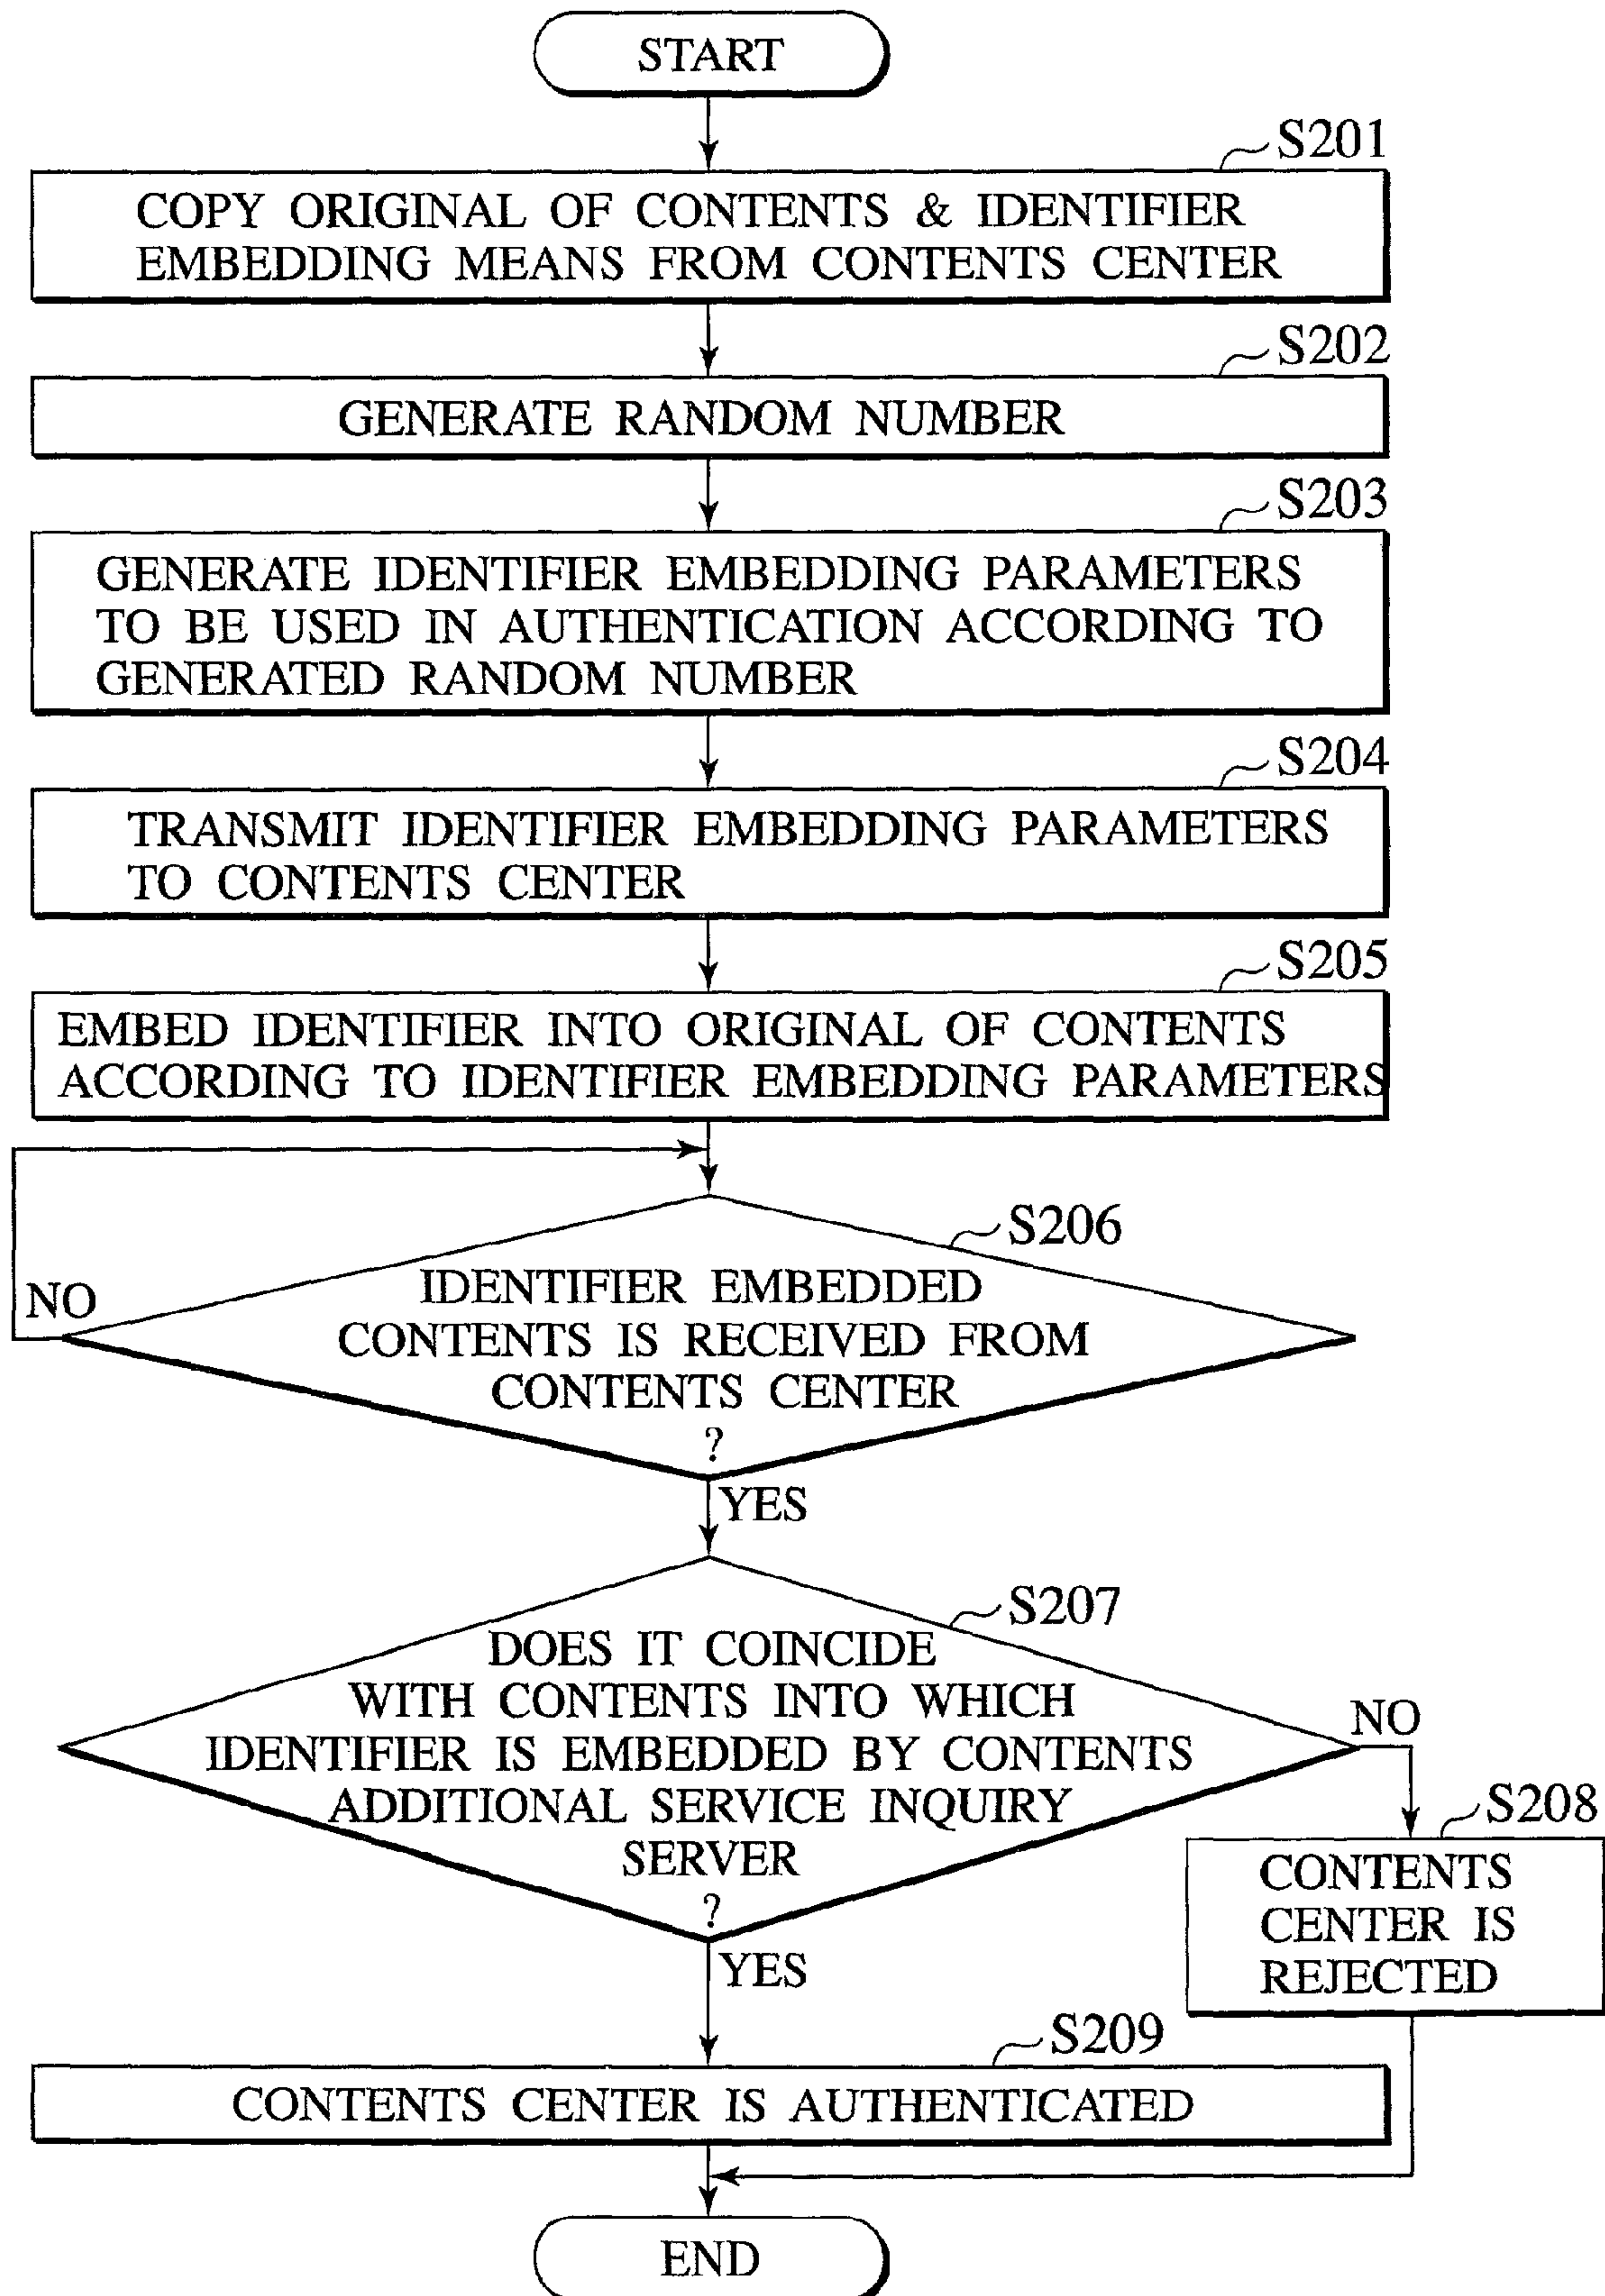 START
S201
COPY ORIGINAL OF CONTENTS & IDENTIFIER
EMBEDDING MEANS FROM CONTENTS CENTER
S202
GENERATE RANDOM NUMBER
S203
GENERATE IDENTIFIER EMBEDDING PARAMETERS
TO BE USED IN AUTHENTICATION ACCORDING TO
GENERATED RANDOM NUMBER
S204
TRANSMIT IDENTIFIER EMBEDDING PARAMETERS
TO CONTENTS CENTER
S205
EMBED IDENTIFIER INTO ORIGINAL OF CONTENTS
ACCORDING TO IDENTIFIER EMBEDDING PARAMETERS
S206
IDENTIFIER EMBEDDED
CONTENTS IS RECEIVED FROM
CONTENTS CENTER
?
NO
YES
S207
DOES IT COINCIDE
WITH CONTENTS INTO WHICH
IDENTIFIER IS EMBEDDED BY CONTENTS
ADDITIONAL SERVICE INQUIRY
SERVER
?
NO
YES
S208
CONTENTS
CENTER IS
REJECTED
S209
CONTENTS CENTER IS AUTHENTICATED
END